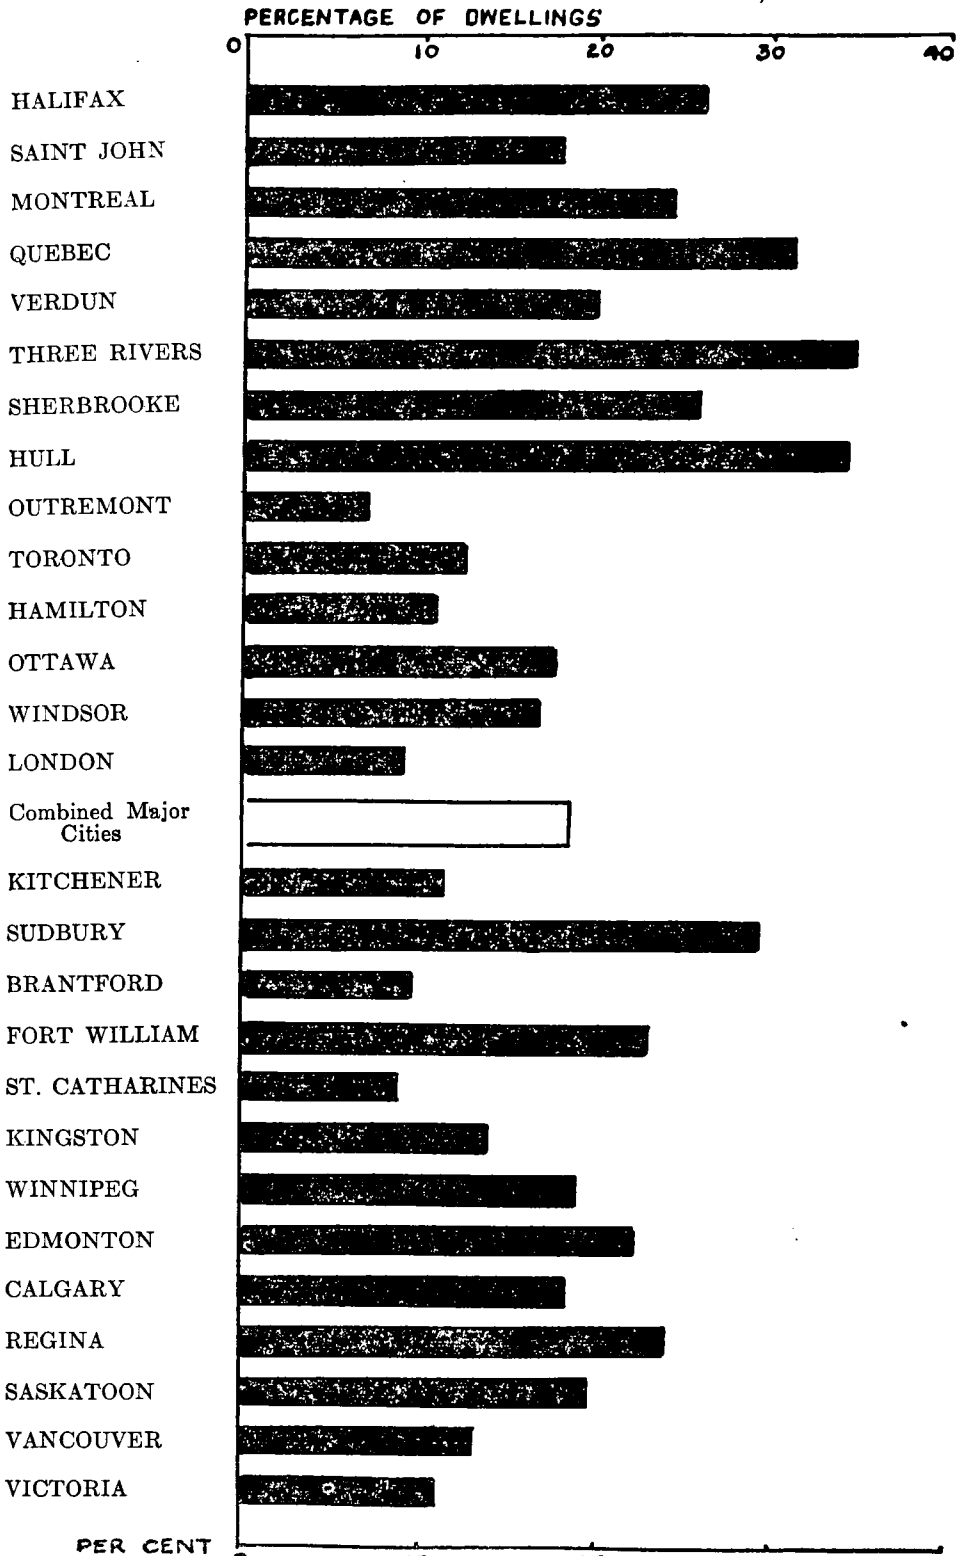 PERCENTAGE OF DWELLINGS
0 10 20 30 40
HALIFAX
SAINT JOHN
MONTREAL
QUEBEC
VERDUN
THREE RIVERS
SHERBROOKE
HULL
OUTREMONT
TORONTO
HAMILTON
OTTAWA
WINDSOR
LONDON
Combined Major
Cities
KITCHENER
SUDBURY
BRANTFORD
FORT WILLIAM
ST. CATHARINES
KINGSTON
WINNIPEG
EDMONTON
CALGARY
REGINA
SASKATOON
VANCOUVER
VICTORIA
PER CENT